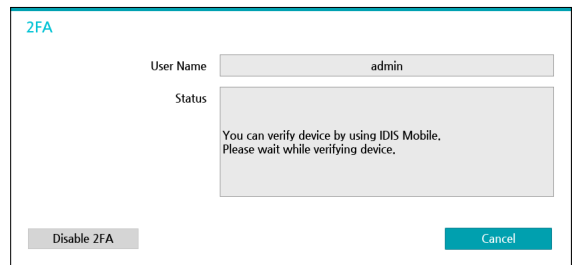 2FA
User Name
admin
Status
You can verify device by using IDIS Mobile.
Please wait while verifying device.
Disable 2FA
Cancel